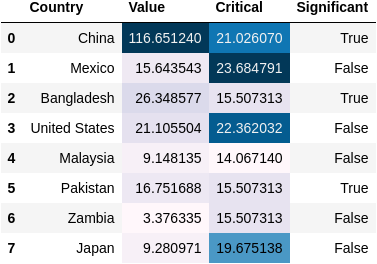 Country Value Critical Significant
0 China 116.651240 21.026070 True
1 Mexico 15.643543 23.684791 False
2 Bangladesh 26.348577 15.507313 True
3 United States 21.105504 22.362032 False
4 Malaysia 9.148135 14.067140 False
5 Pakistan 16.751688 15.507313 True
6 Zambia 3.376335 15.507313 False
7 Japan 9.280971 19.675138 False